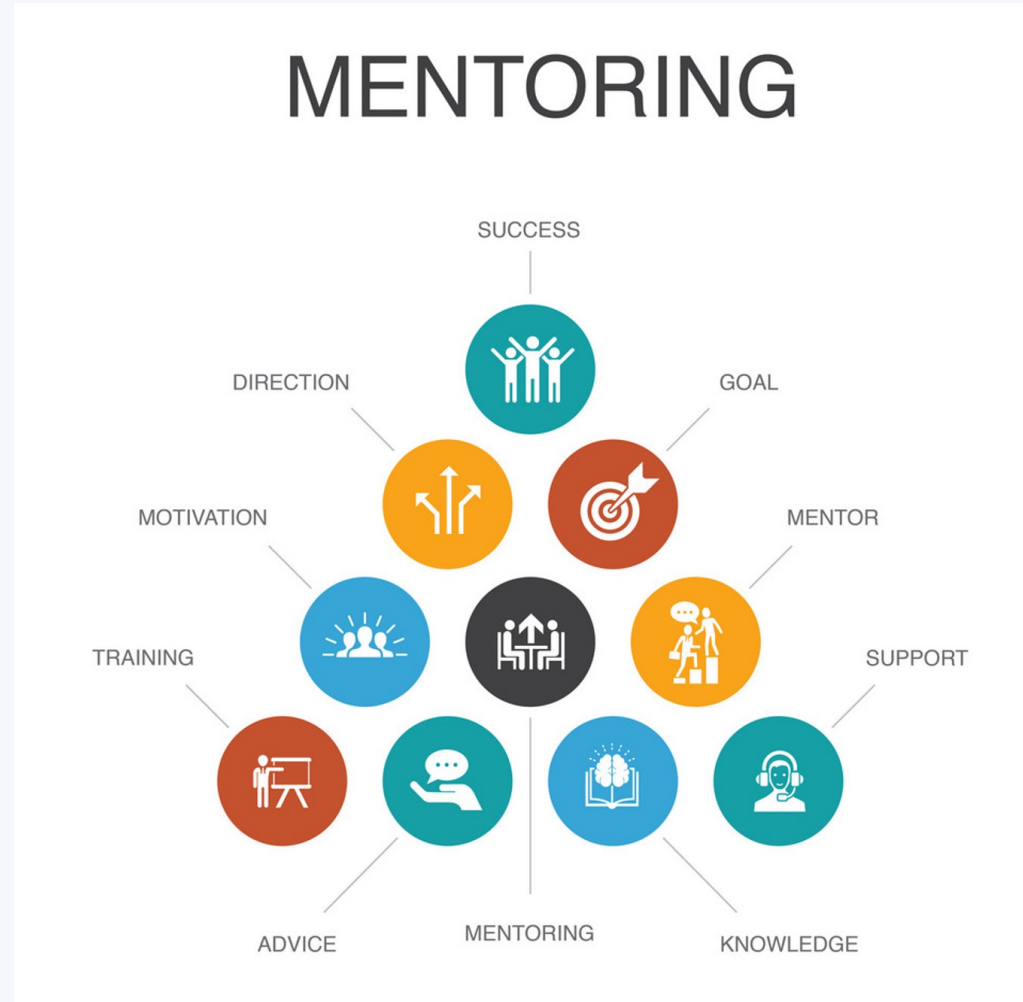 MENTORING
SUCCESS
DIRECTION
GOAL
MOTIVATION
MENTOR
TRAINING
SUPPORT
ADVICE
MENTORING
KNOWLEDGE